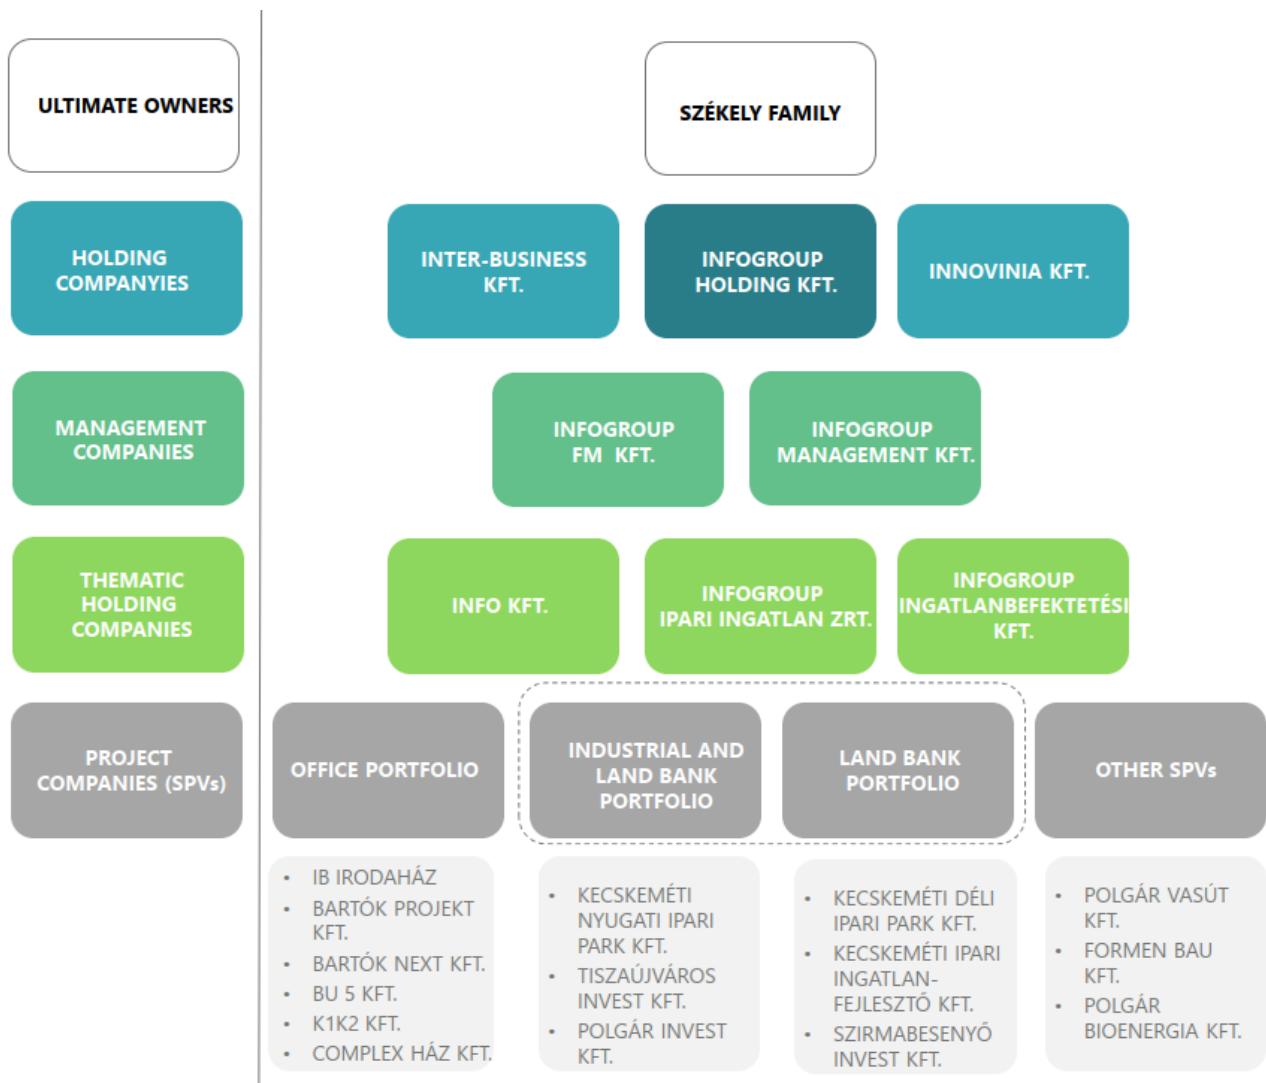 ULTIMATE OWNERS
SZÉKELY FAMILY
HOLDING
COMPANYIES
INTER-BUSINESS
KFT.
INFOGROUP
HOLDING KFT.
INNOVINIA KFT.
MANAGEMENT
COMPANIES
INFOGROUP
FM  KFT.
INFOGROUP
MANAGEMENT KFT.
THEMATIC
HOLDING
COMPANIES
INFO KFT.
INFOGROUP
IPARI INGATLAN ZRT.
INFOGROUP
INGATLANBEFEKTETÉSI
KFT.
PROJECT
COMPANIES (SPVs)
OFFICE PORTFOLIO
INDUSTRIAL AND
LAND BANK
PORTFOLIO
LAND BANK
PORTFOLIO
OTHER SPVs
• IB IRODAHÁZ
• BARTÓK PROJEKT
KFT.
• BARTÓK NEXT KFT.
• BU 5 KFT.
• K1K2 KFT.
• COMPLEX HÁZ KFT.
• KECSKEMÉTI
NYUGATI IPARI
PARK KFT.
• TISZAÚJVÁROS
INVEST KFT.
• POLGÁR INVEST
KFT.
• KECSKEMÉTI DÉLI
IPARI PARK KFT.
• KECSKEMÉTI IPARI
INGATLAN-
FEJLESZTŐ KFT.
• SZIRMABESENYŐ
INVEST KFT.
• POLGÁR VASÚT
KFT.
• FORMEN BAU
KFT.
• POLGÁR
BIOENERGIA KFT.